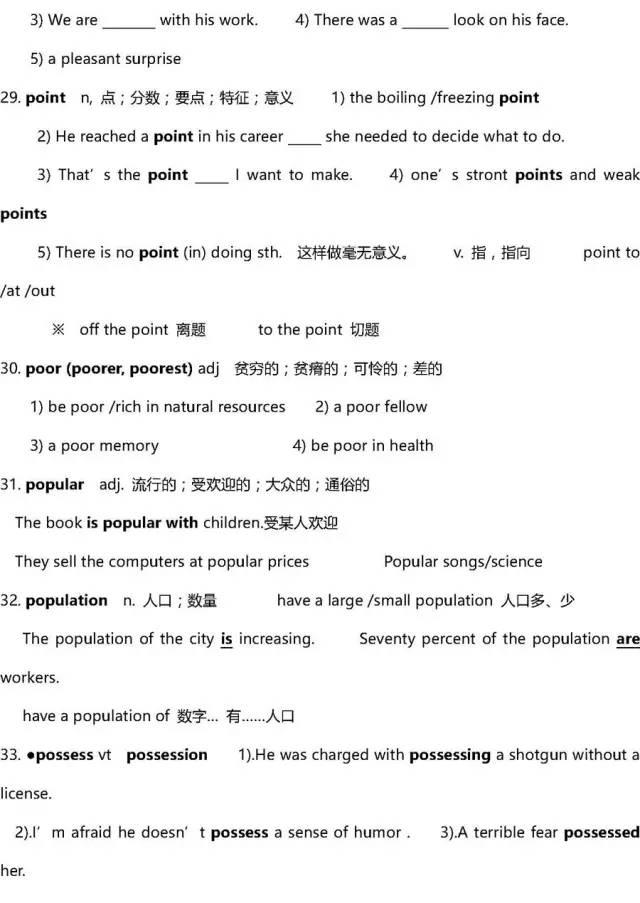 3) We are ________ with his work. 4) There was a _______ look on his face.
5) a pleasant surprise
29. point n, 点；分数；要点；特征；意义 1) the boiling /freezing point
2) He reached a point in his career _____ she needed to decide what to do.
3) That's the point _____ I want to make. 4) one's stront points and weak
points
5) There is no point (in) doing sth. 这样做毫无意义。 v. 指，指向 point to
/at /out
※ off the point 离题 to the point 切题
30. poor (poorer, poorest) adj 贫穷的；贫瘠的；可怜的；差的
1) be poor /rich in natural resources 2) a poor fellow
3) a poor memory 4) be poor in health
31. popular adj. 流行的；受欢迎的；大众的；通俗的
The book is popular with children.受某人欢迎
They sell the computers at popular prices Popular songs/science
32. population n. 人口；数量 have a large /small population 人口多、少
The population of the city is increasing. Seventy percent of the population are
workers.
have a population of 数字... 有......人口
33. ●possess vt possession 1).He was charged with possessing a shotgun without a
license.
2).I'm afraid he doesn't possess a sense of humor . 3).A terrible fear possessed
her.